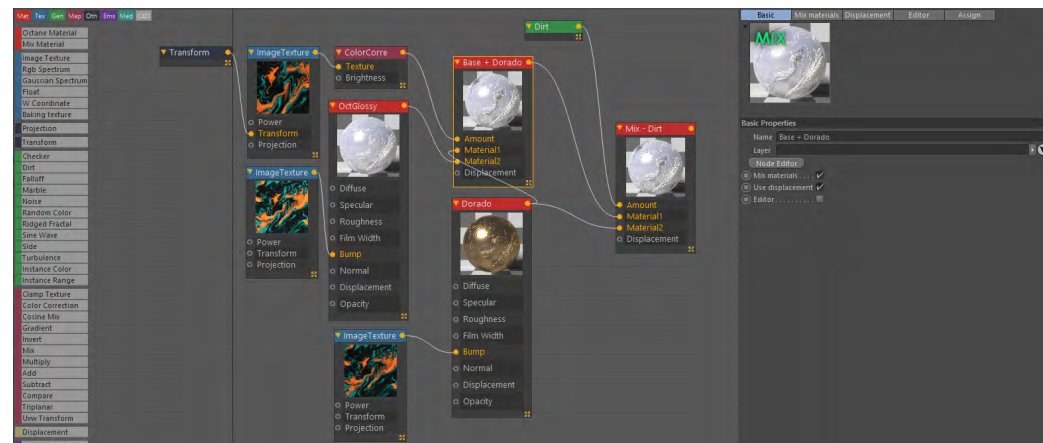 Mat Tex Gen Map Oth Ems Med C4D
Octane Material
Mix Material
Image Texture
Rgb Spectrum
Gaussian Spectrum
Float
W Coordinate
Baking texture
Projection
Transform
Checker
Dirt
Falloff
Marble
Noise
Random Color
Ridged Fractal
Sine Wave
Side
Turbulence
Instance Color
Instance Range
Clamp Texture
Color Correction
Cosine Mix
Gradient
Invert
Mix
Multiply
Add
Subtract
Compare
Triplanar
Uvw Transform
Displacement
Transform
ImageTexture
Power
Transform
Projection
ImageTexture
Power
Transform
Projection
ColorCorre
Texture
Brightness
OctGlossy
Diffuse
Specular
Roughness
Film Width
Bump
Normal
Displacement
Opacity
ImageTexture
Power
Transform
Projection
Base + Dorado
Amount
Material1
Material2
Displacement
Dorado
Diffuse
Specular
Roughness
Film Width
Bump
Normal
Displacement
Opacity
Dirt
Mix - Dirt
Amount
Material1
Material2
Displacement
Basic Mix materials Displacement Editor Assign
MIX
Basic Properties
Name Base + Dorado
Layer
Node Editor
Mix materials . . . .
Use displacement
Editor . . . . . . . . . .